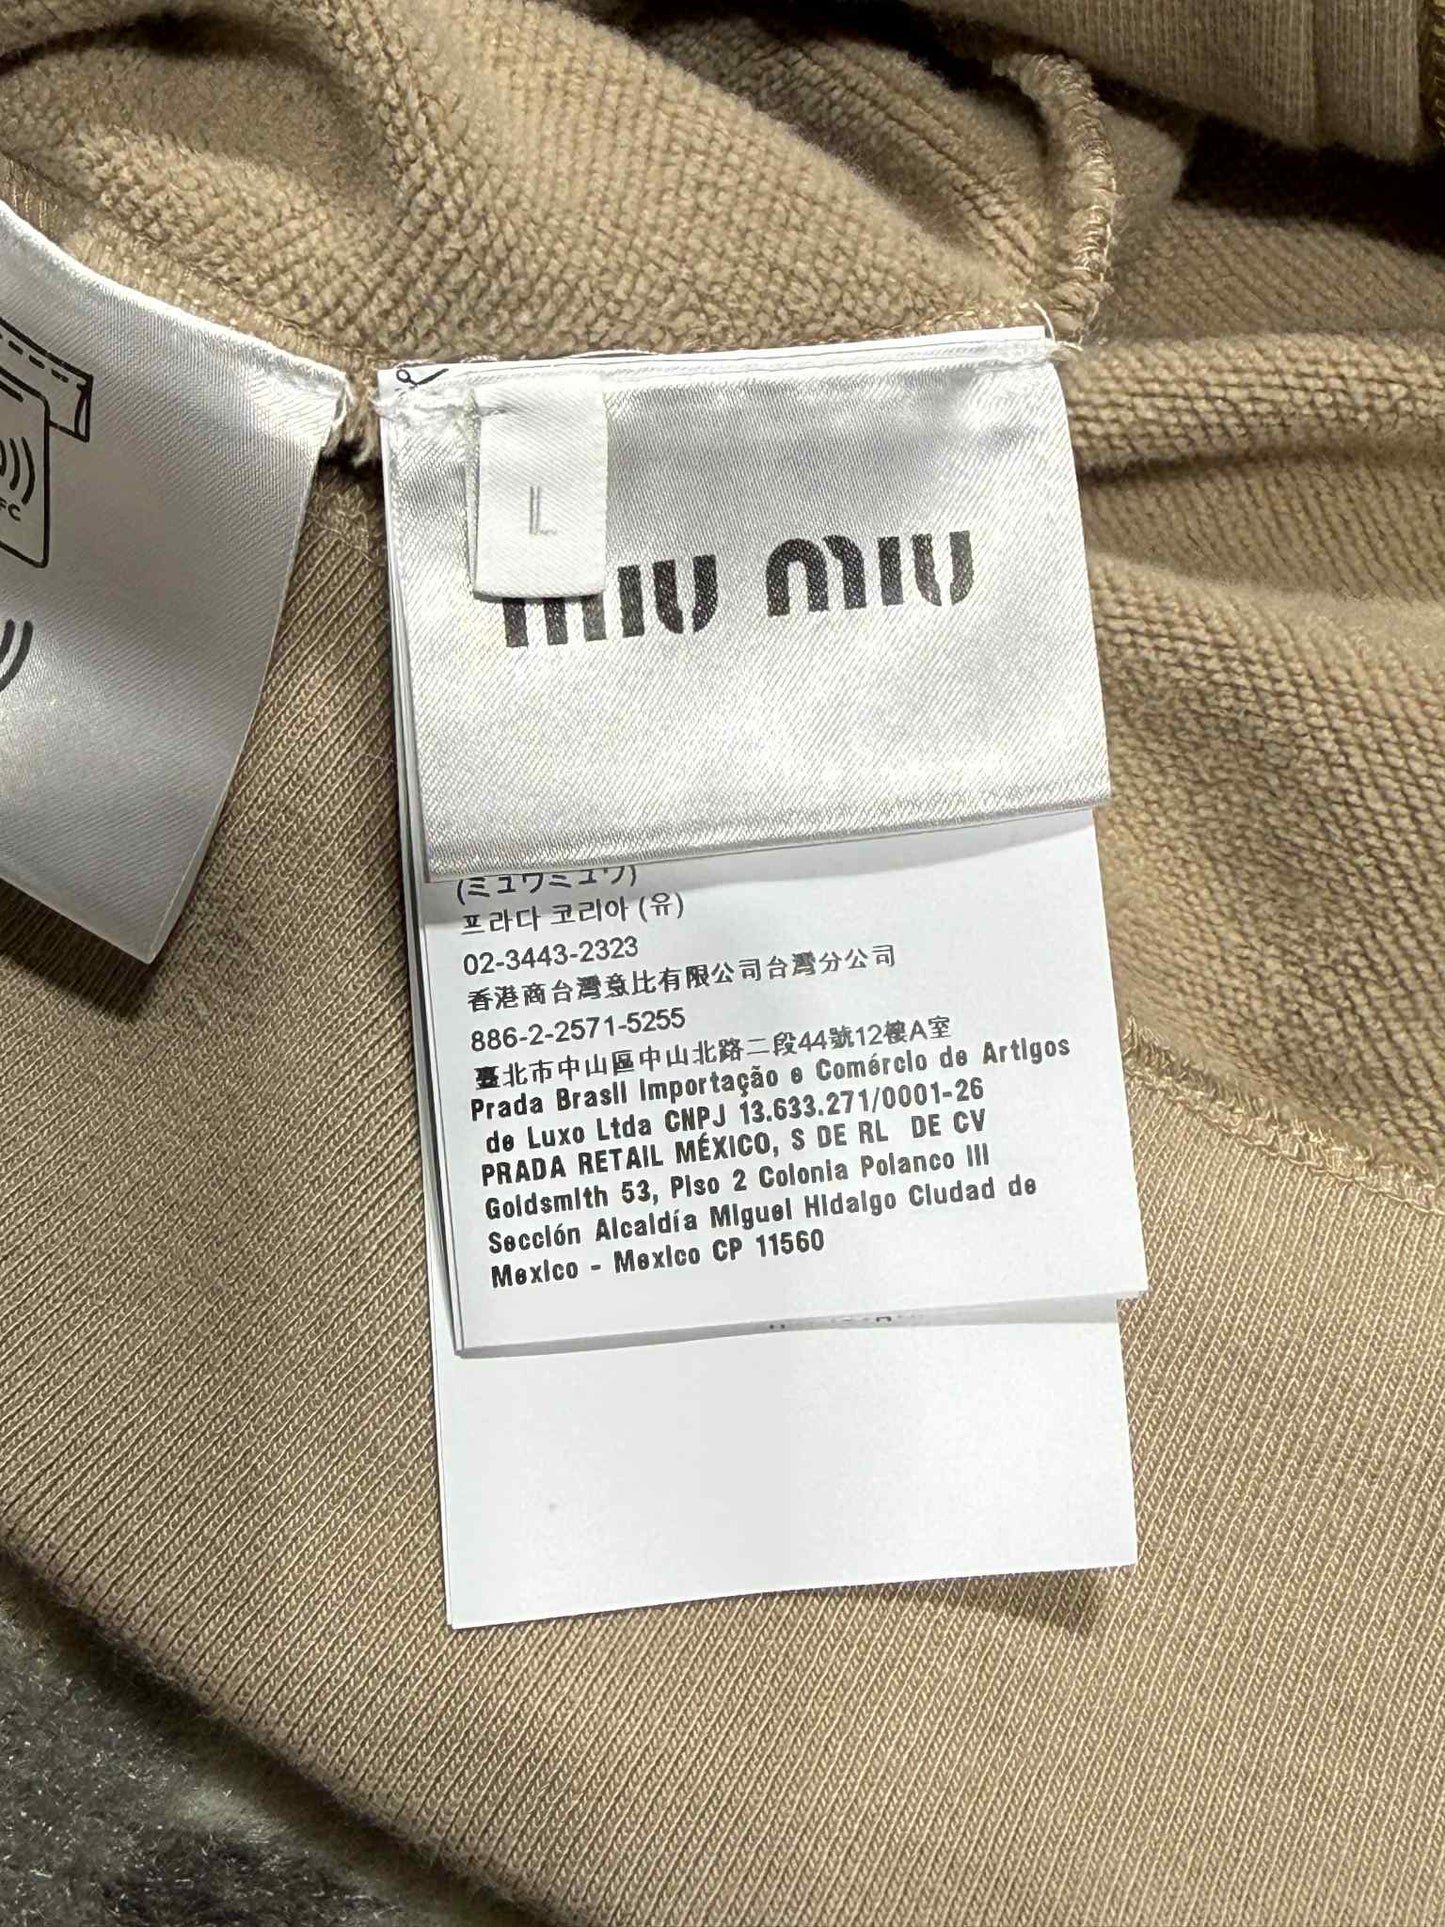 L
miu miu
FC
(ミュウミュウ)
프라다 코리아 (유)
02-3443-2323
香港商台灣意比有限公司台灣分公司
886-2-2571-5255
臺北市中山區中山北路二段44號12樓A室
Prada Brasil Importação e Comércio de Artigos
de Luxo Ltda CNPJ 13.633.271/0001-26
PRADA RETAIL MÉXICO, S DE RL DE CV
Goldsmith 53, Piso 2 Colonia Polanco III
Sección Alcaldía Miguel Hidalgo Ciudad de
Mexico - Mexico CP 11560